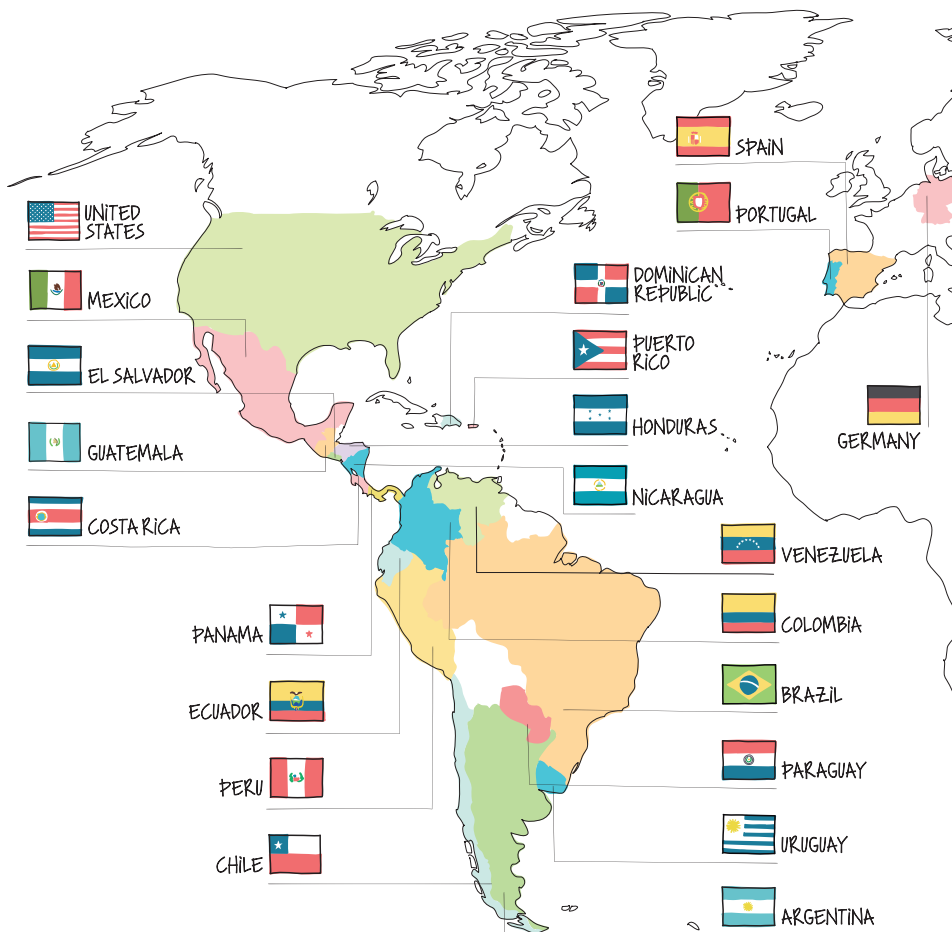 SPAIN
PORTUGAL
UNITED
STATES
MEXICO
EL SALVADOR
GUATEMALA
COSTA RICA
DOMINICAN
REPUBLIC
PUERTO
RICO
HONDURAS
NICARAGUA
GERMANY
PANAMA
ECUADOR
PERU
CHILE
VENEZUELA
COLOMBIA
BRAZIL
PARAGUAY
URUGUAY
ARGENTINA